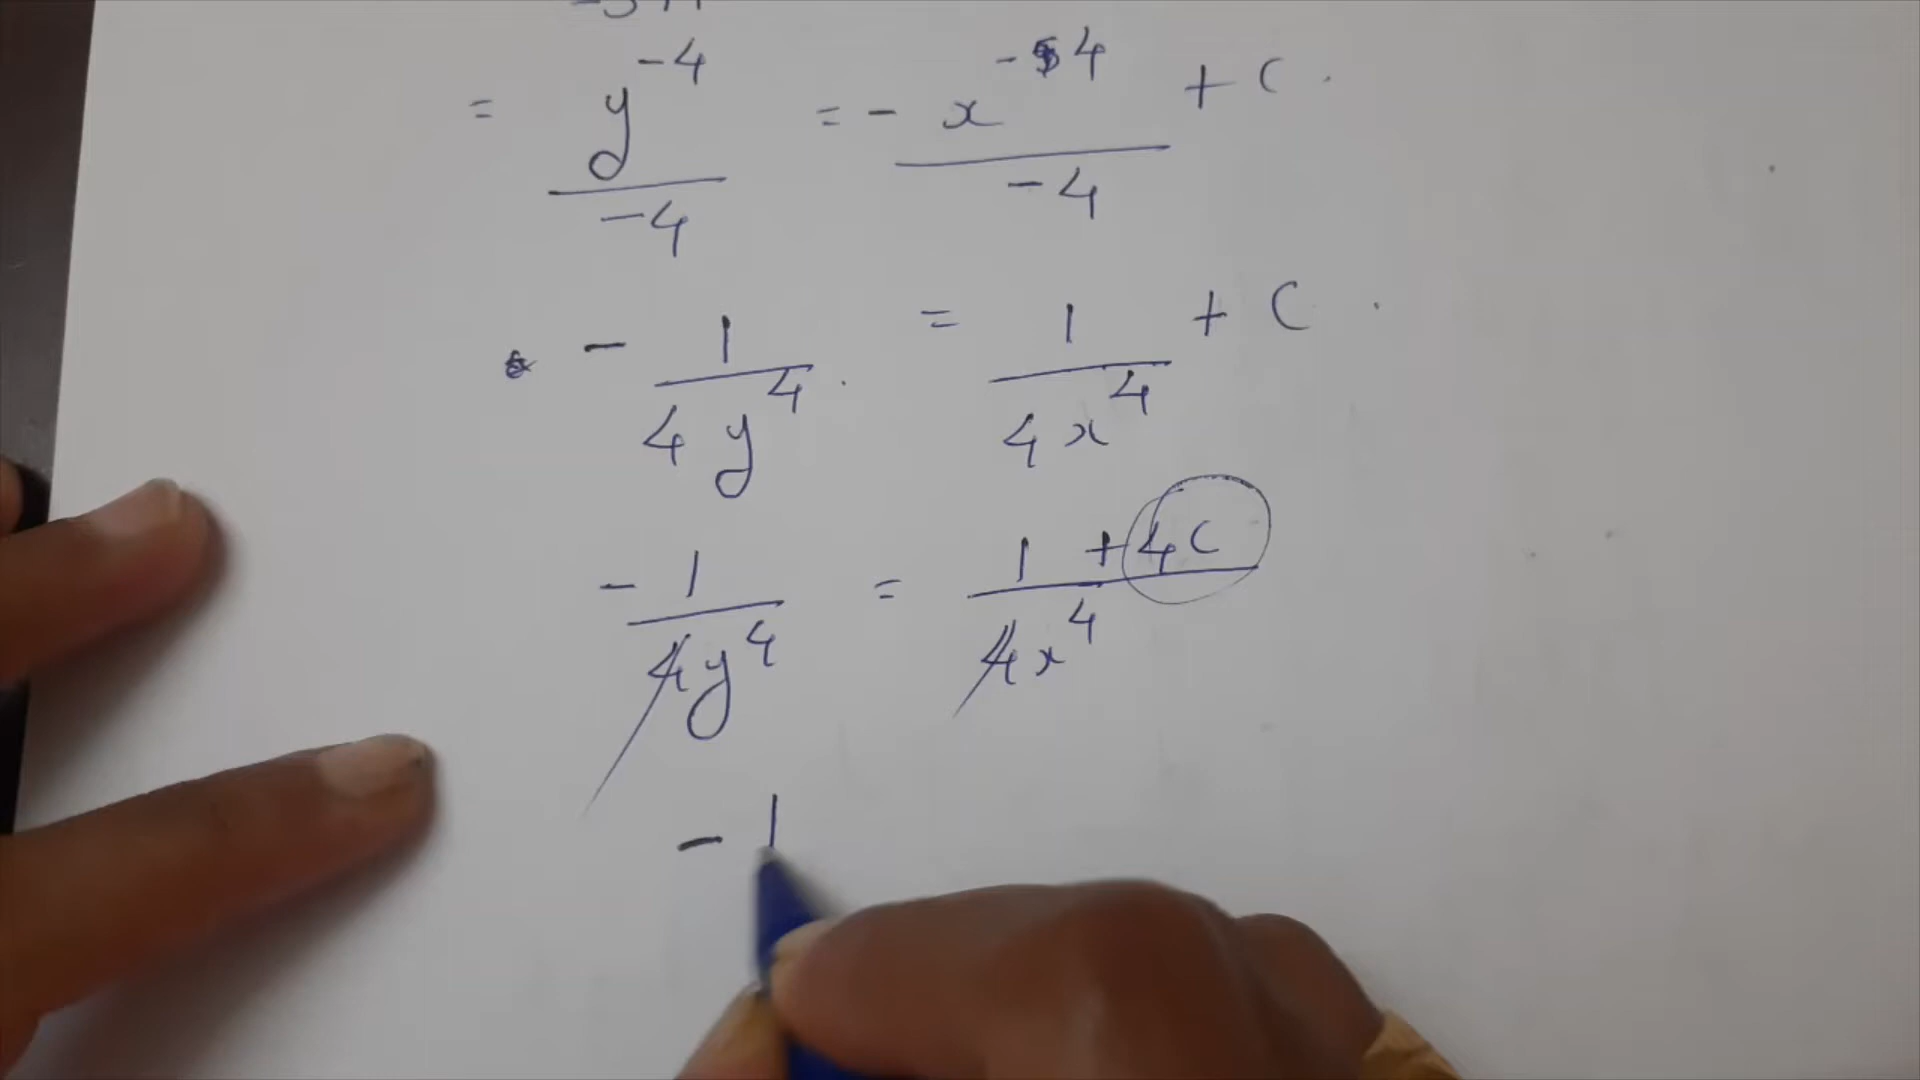 = y^-4 / -4 = - x^-4 / -4 + C .
- 1 / 4y^4 . = 1 / 4x^4 + C .
- 1 / 4y^4 = 1 + 4C / 4x^4
- 1